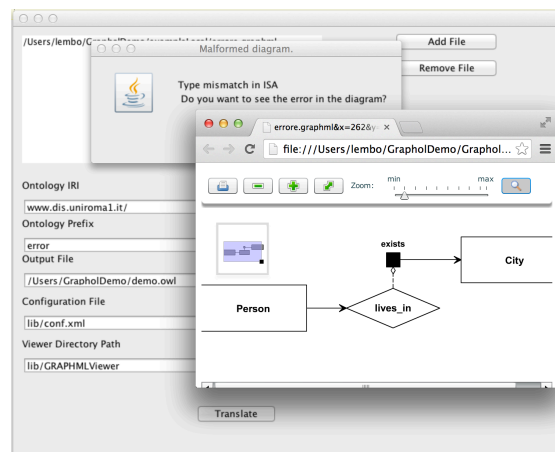 /Users/lembo/
Add File
Malformed diagram.
Remove File
Type mismatch in ISA
Do you want to see the error in the diagram?
errore.graphml&x=262&y=
file:///Users/lembo/GrapholDemo/Graphol...
Zoom:
min
max
Ontology IRI
www.dis.uniroma1.it/
Ontology Prefix
error
Output File
/Users/GrapholDemo/demo.owl
Configuration File
lib/conf.xml
Viewer Directory Path
lib/GRAPHMLViewer
exists
City
Person
lives_in
Translate